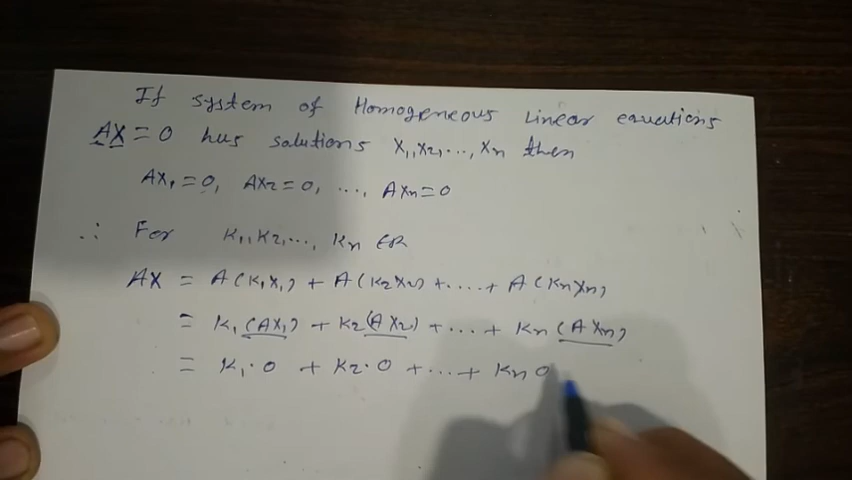 If system of Homogeneous Linear equations
AX = 0 has solutions X₁, X₂, ..., Xn then
AX₁ = 0, AX₂ = 0, ..., AXn = 0
∴ For K₁, K₂, ..., Kn ∈ R
AX = A(K₁X₁) + A(K₂X₂) + .... + A(KnXn)
= K₁(AX₁) + K₂(AX₂) + ... + Kn(AXn)
= K₁·0 + K₂·0 + ... + Kn0